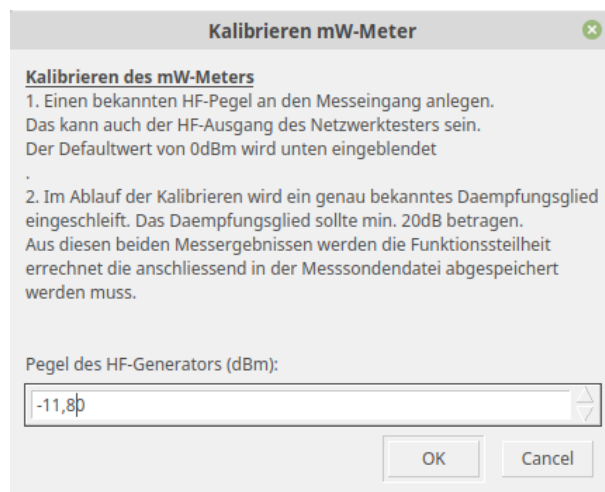 Kalibrieren mW-Meter
Kalibrieren des mW-Meters
1. Einen bekannten HF-Pegel an den Messeingang anlegen.
Das kann auch der HF-Ausgang des Netzwerktesters sein.
Der Defaultwert von 0dBm wird unten eingeblendet
.
2. Im Ablauf der Kalibrieren wird ein genau bekanntes Daempfungsglied
eingeschleift. Das Daempfungsglied sollte min. 20dB betragen.
Aus diesen beiden Messergebnissen werden die Funktionssteilheit
errechnet die anschliessend in der Messsondendatei abgespeichert
werden muss.
Pegel des HF-Generators (dBm):
-11,80
OK
Cancel